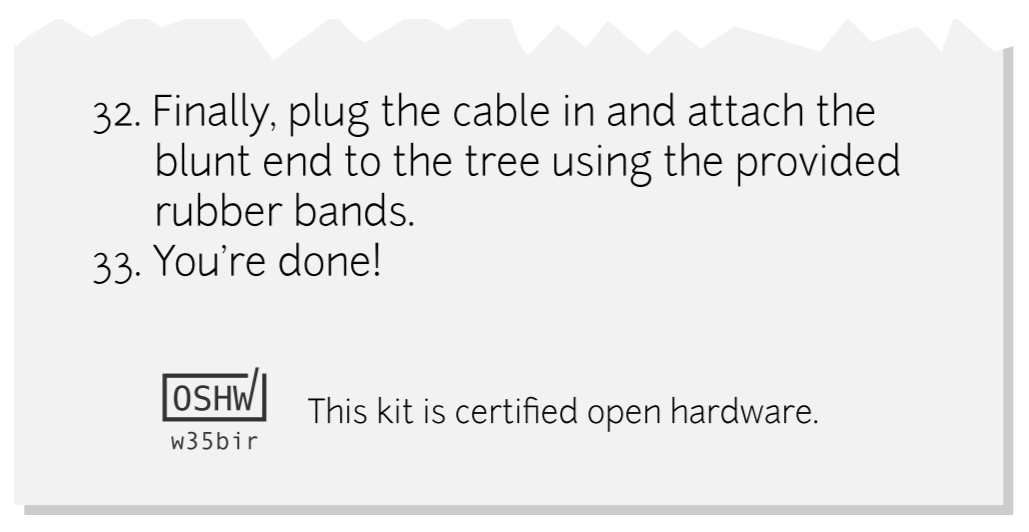 32. Finally, plug the cable in and attach the
blunt end to the tree using the provided
rubber bands.
33. You’re done!
OSHW
w35bir
This kit is certified open hardware.